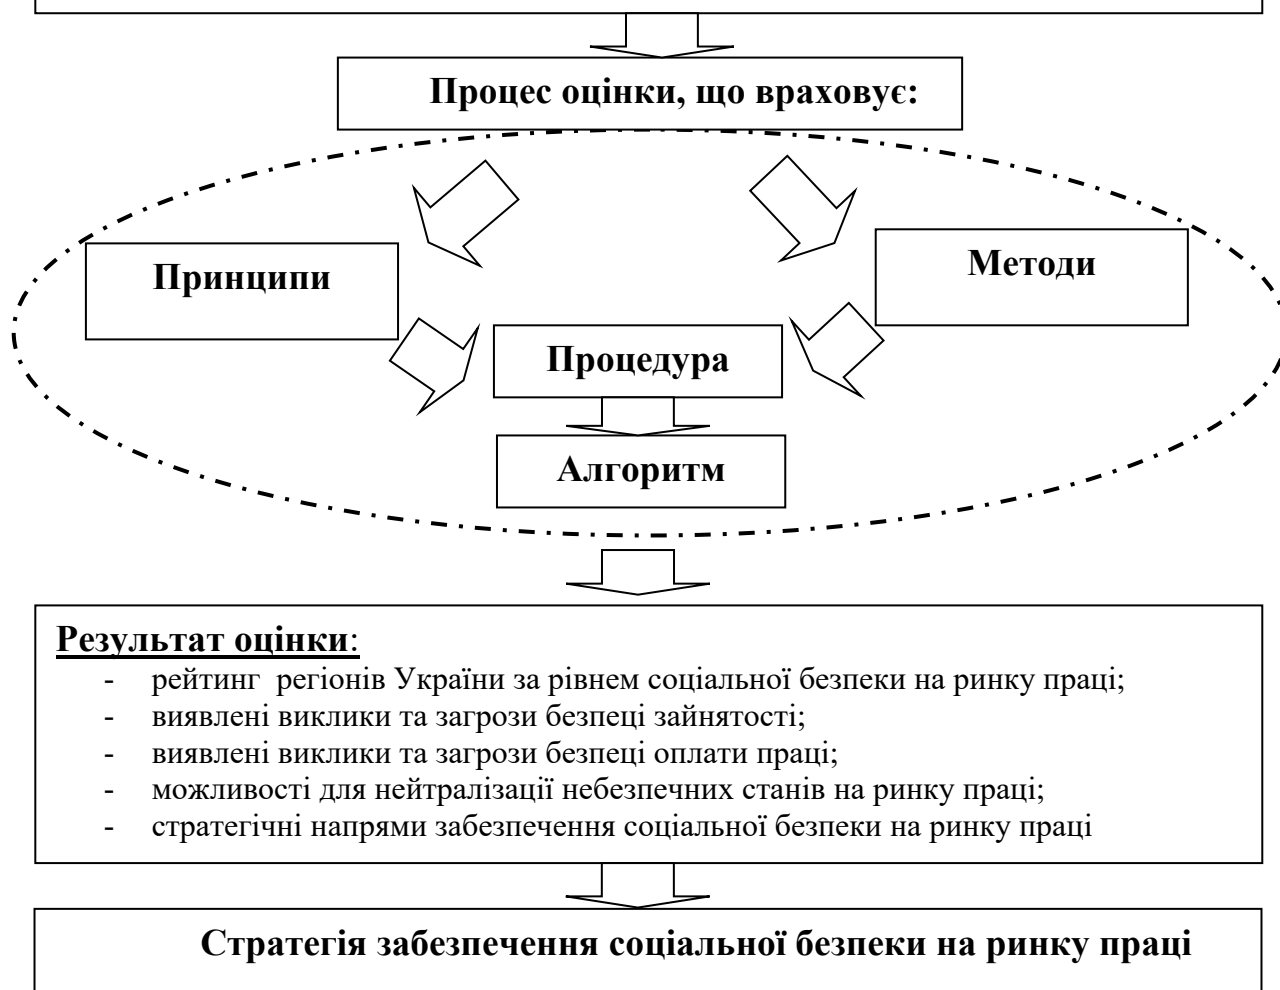 Процес оцінки, що враховує:
Принципи
Методи
Процедура
Алгоритм
Результат оцінки:
- рейтинг регіонів України за рівнем соціальної безпеки на ринку праці;
- виявлені виклики та загрози безпеці зайнятості;
- виявлені виклики та загрози безпеці оплати праці;
- можливості для нейтралізації небезпечних станів на ринку праці;
- стратегічні напрями забезпечення соціальної безпеки на ринку праці
Стратегія забезпечення соціальної безпеки на ринку праці